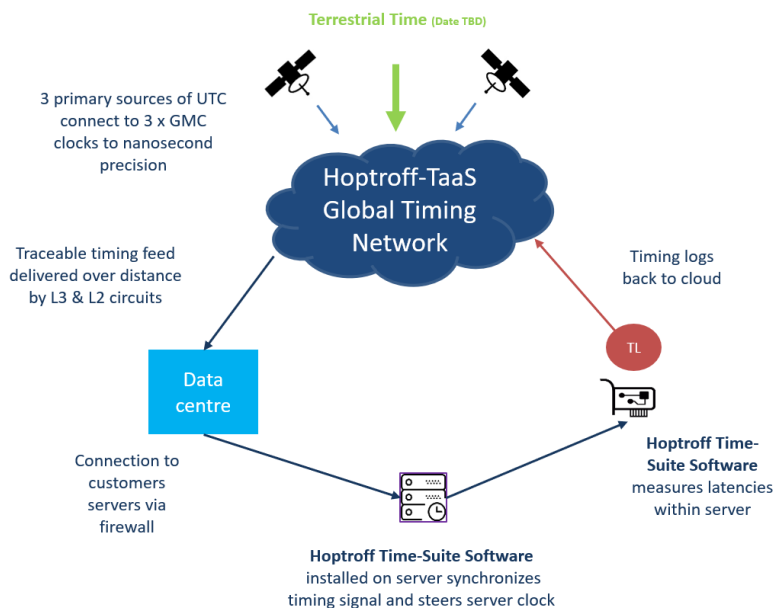 Terrestrial Time (Date TBD)
3 primary sources of UTC
connect to 3 x GMC
clocks to nanosecond
precision
Hoptroff-TaaS
Global Timing
Network
Traceable timing feed
delivered over distance
by L3 & L2 circuits
Timing logs
back to cloud
TL
Data
centre
Connection to
customers
servers via
firewall
Hoptroff Time-
Suite Software
measures latencies
within server
Hoptroff Time-Suite Software
installed on server synchronizes
timing signal and steers server clock